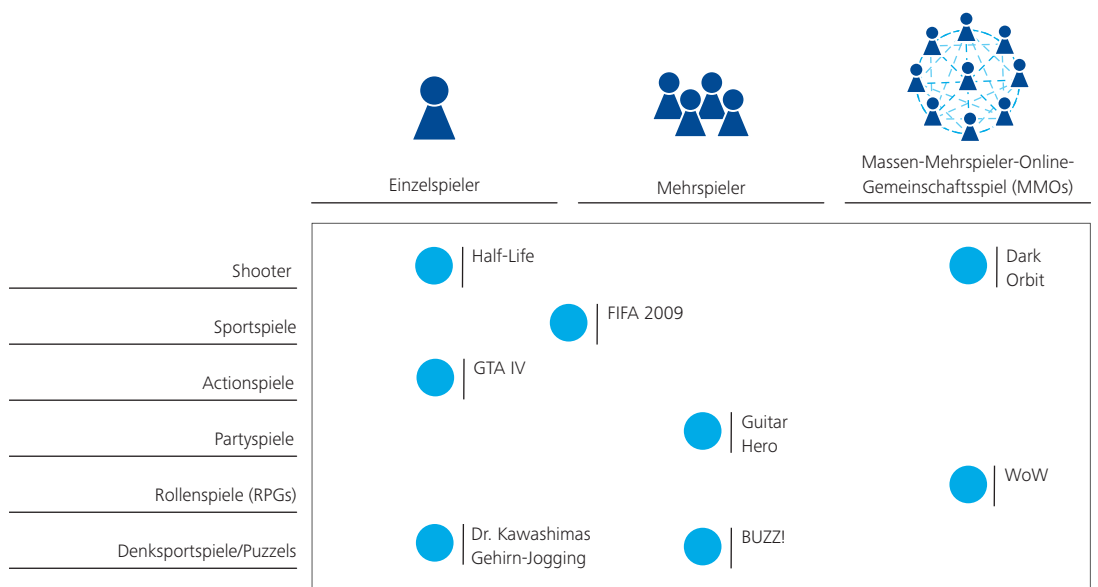 Einzelspieler
Mehrspieler
Massen-Mehrspieler-Online-
Gemeinschaftsspiel (MMOs)
Shooter
Half-Life
Dark
Orbit
Sportspiele
FIFA 2009
Actionspiele
GTA IV
Partyspiele
Guitar
Hero
Rollenspiele (RPGs)
WoW
Denksportspiele/Puzzels
Dr. Kawashimas
Gehirn-Jogging
BUZZ!